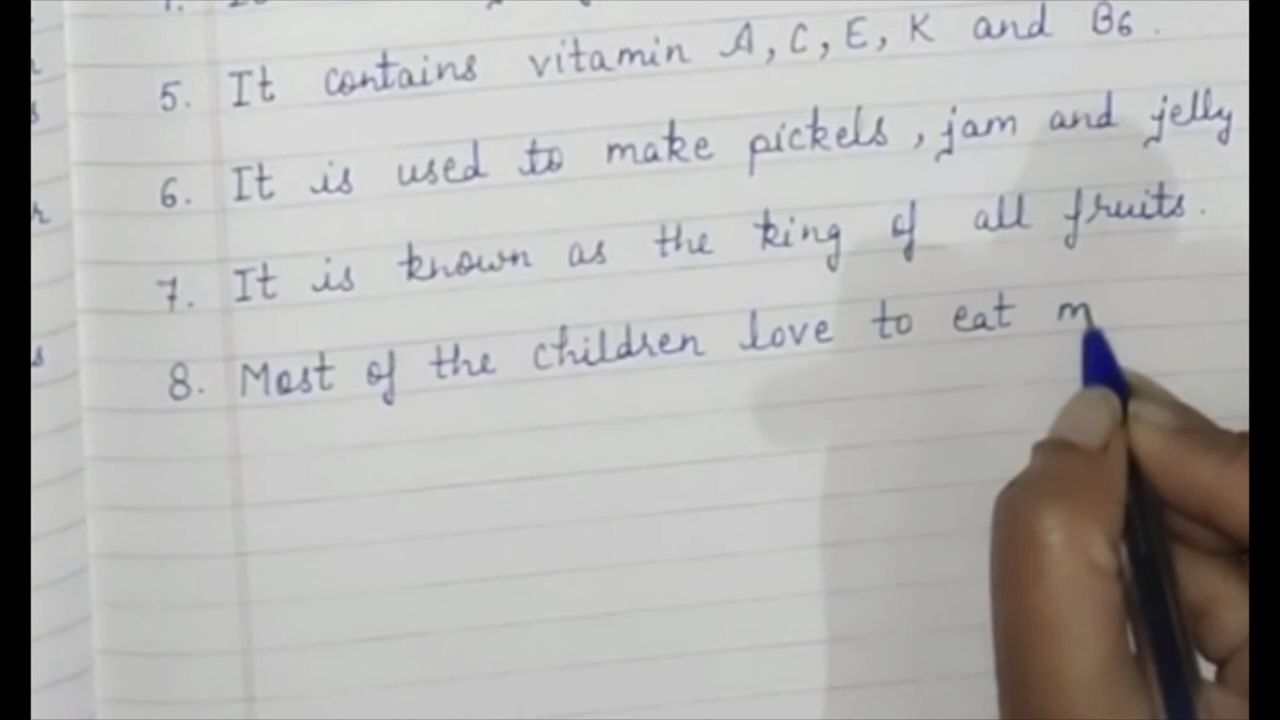 5. It contains vitamin A, C, E, K and B6.
6. It is used to make pickels, jam and jelly
7. It is known as the king of all fruits.
8. Most of the children love to eat m